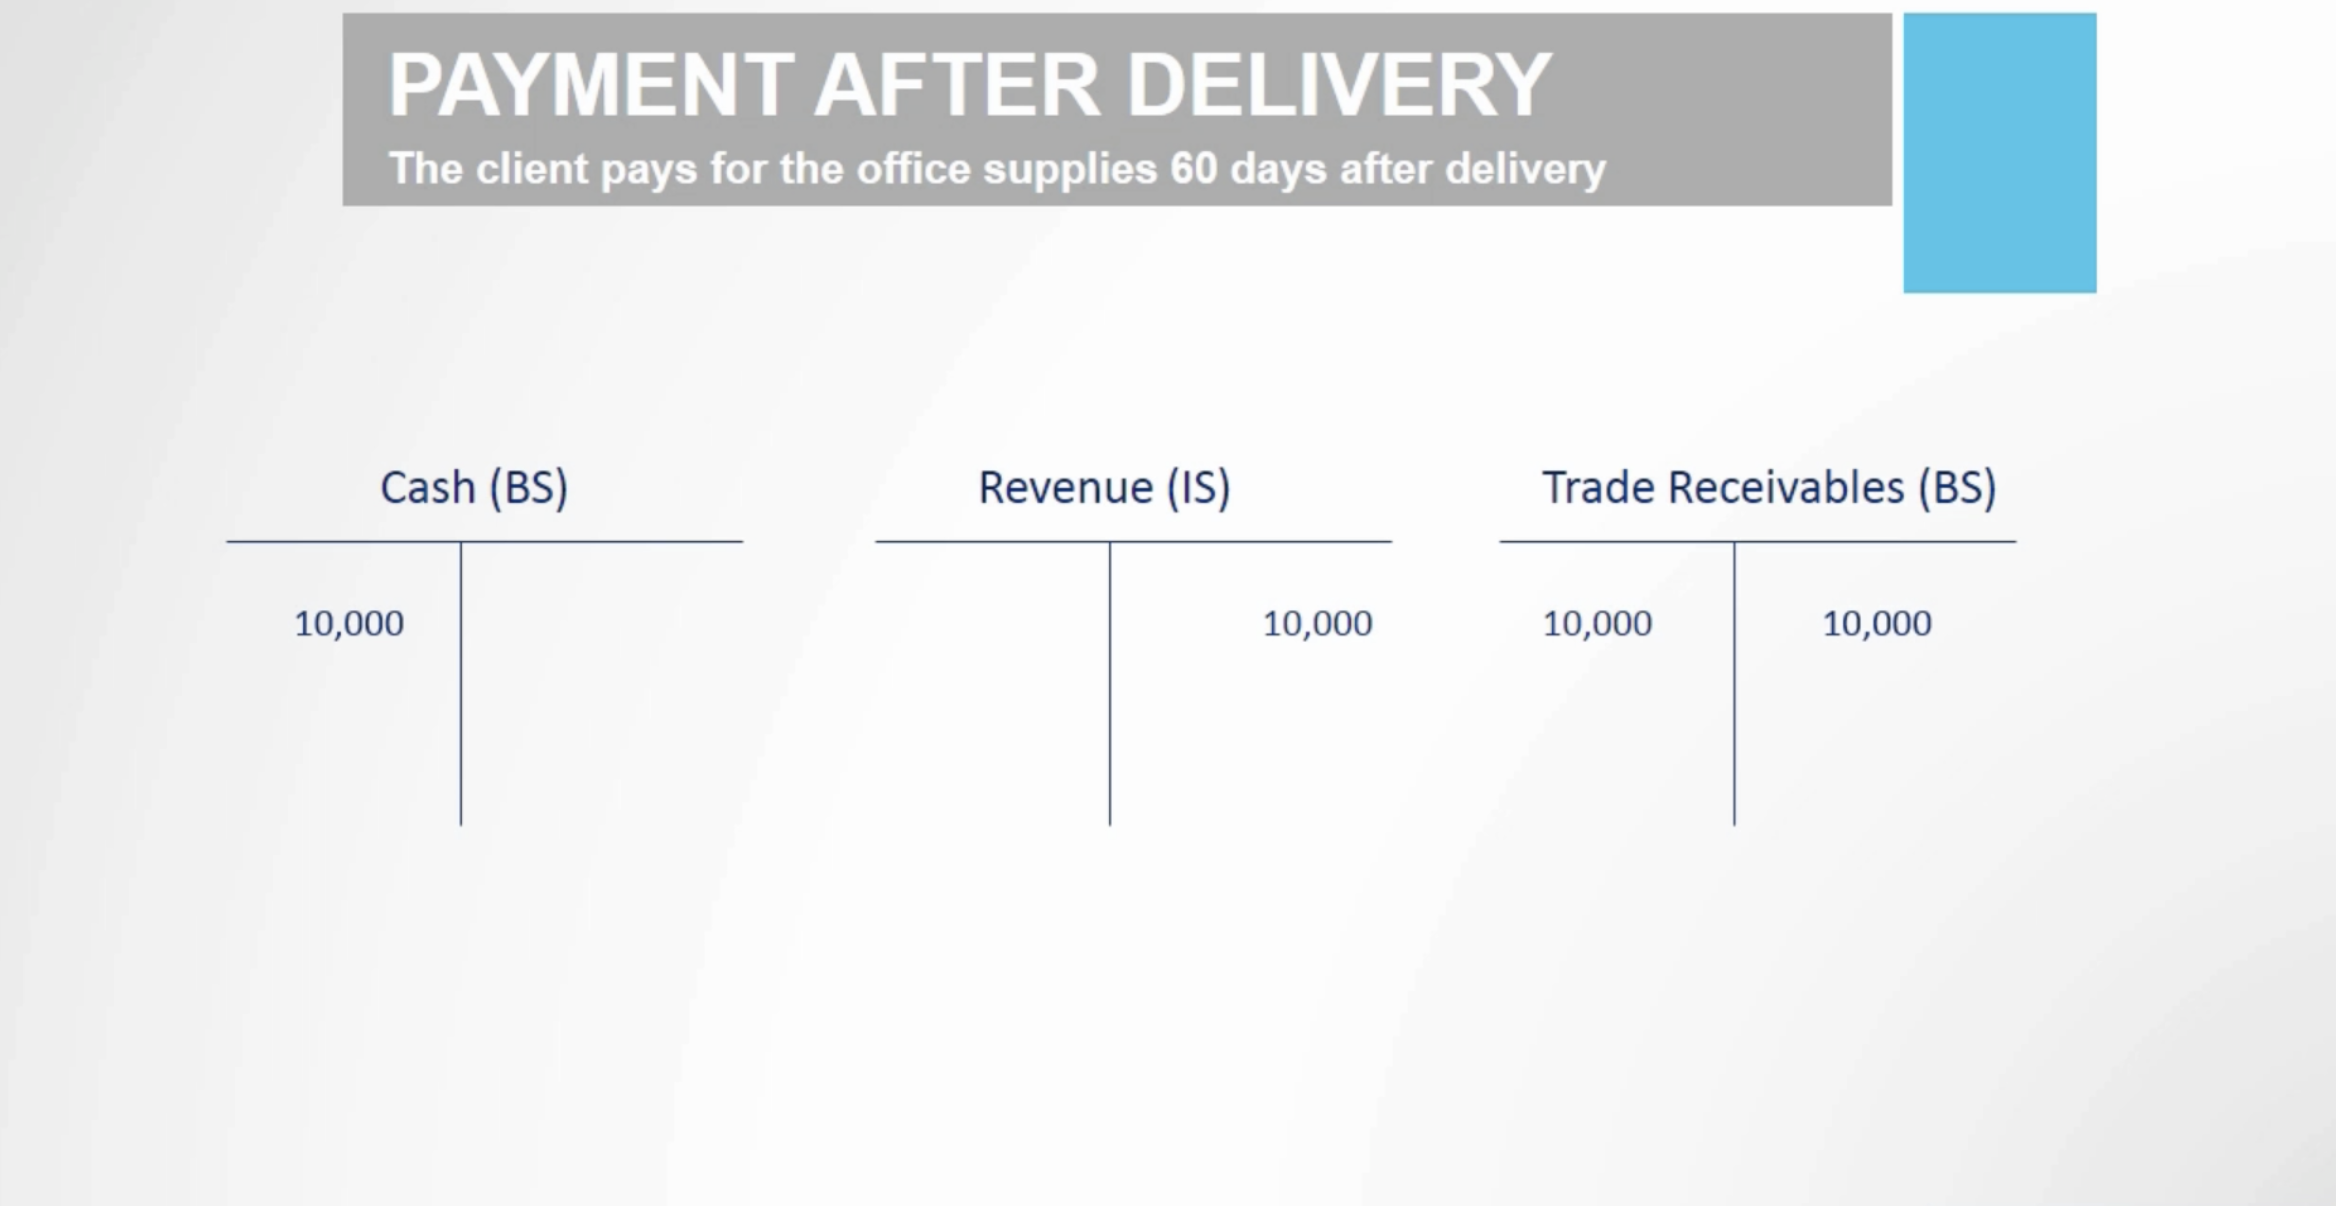 PAYMENT AFTER DELIVERY
The client pays for the office supplies 60 days after delivery
Cash (BS)
Revenue (IS)
Trade Receivables (BS)
10,000
10,000
10,000
10,000